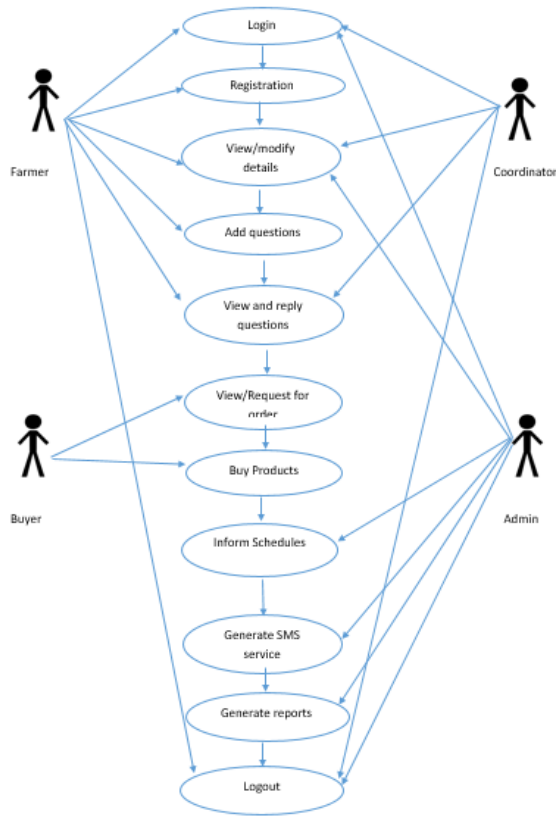 Login
Registration
View/modify
details
Farmer
Coordinator
Add questions
View and reply
questions
View/Request for
order
Buy Products
Buyer
Admin
Inform Schedules
Generate SMS
service
Generate reports
Logout